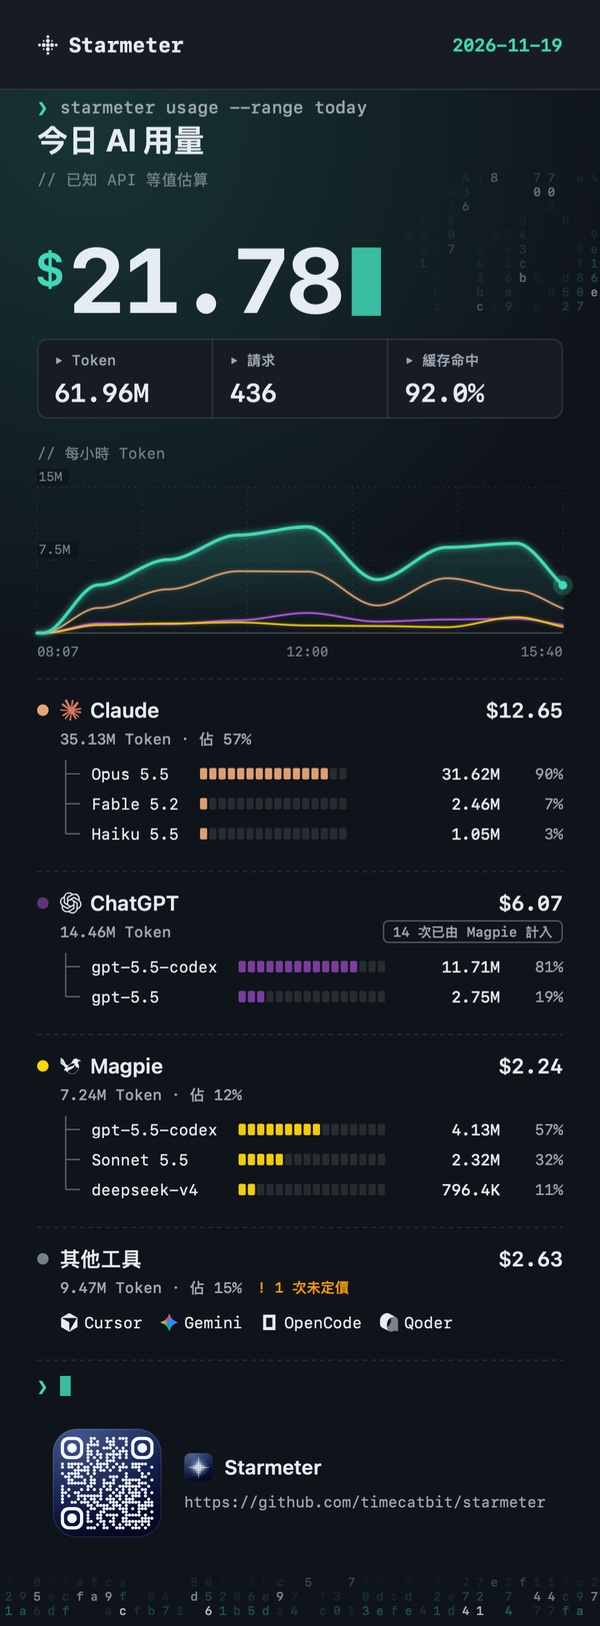 Starmeter 2026-11-19
❯ starmeter usage --range today
今日 AI 用量
// 已知 API 等值估算
$21.78
▸ Token ▸ 請求 ▸ 緩存命中
61.96M 436 92.0%
// 每小時 Token
15M
7.5M
08:07 12:00 15:40
Claude $12.65
35.13M Token · 佔 57%
Opus 5.5 31.62M 90%
Fable 5.2 2.46M 7%
Haiku 5.5 1.05M 3%
ChatGPT $6.07
14.46M Token 14 次已由 Magpie 計入
gpt-5.5-codex 11.71M 81%
gpt-5.5 2.75M 19%
Magpie $2.24
7.24M Token · 佔 12%
gpt-5.5-codex 4.13M 57%
Sonnet 5.5 2.32M 32%
deepseek-v4 796.4K 11%
其他工具 $2.63
9.47M Token · 佔 15% ! 1 次未定價
Cursor Gemini OpenCode Qoder
❯
Starmeter
https://github.com/timecatbit/starmeter